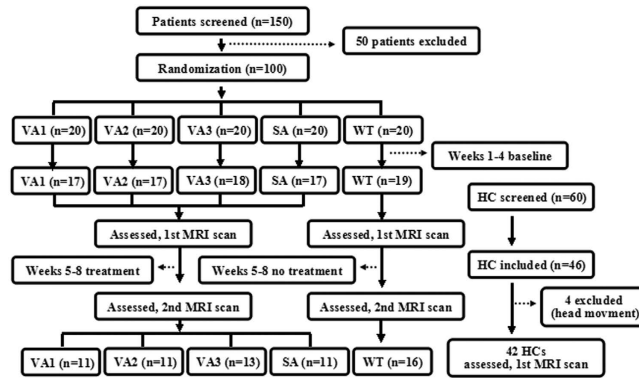 Patients screened (n=150)
50 patients excluded
Randomization (n=100)
VA1 (n=20) VA2 (n=20) VA3 (n=20) SA (n=20) WT (n=20)
Weeks 1-4 baseline
VA1 (n=17) VA2 (n=17) VA3 (n=18) SA (n=17) WT (n=19)
HC screened (n=60)
Assessed, 1st MRI scan Assessed, 1st MRI scan
Weeks 5-8 treatment Weeks 5-8 no treatment
HC included (n=46)
Assessed, 2nd MRI scan Assessed, 2nd MRI scan
4 excluded
(head movment)
VA1 (n=11) VA2 (n=11) VA3 (n=13) SA (n=11) WT (n=16)
42 HCs
assessed, 1st MRI scan